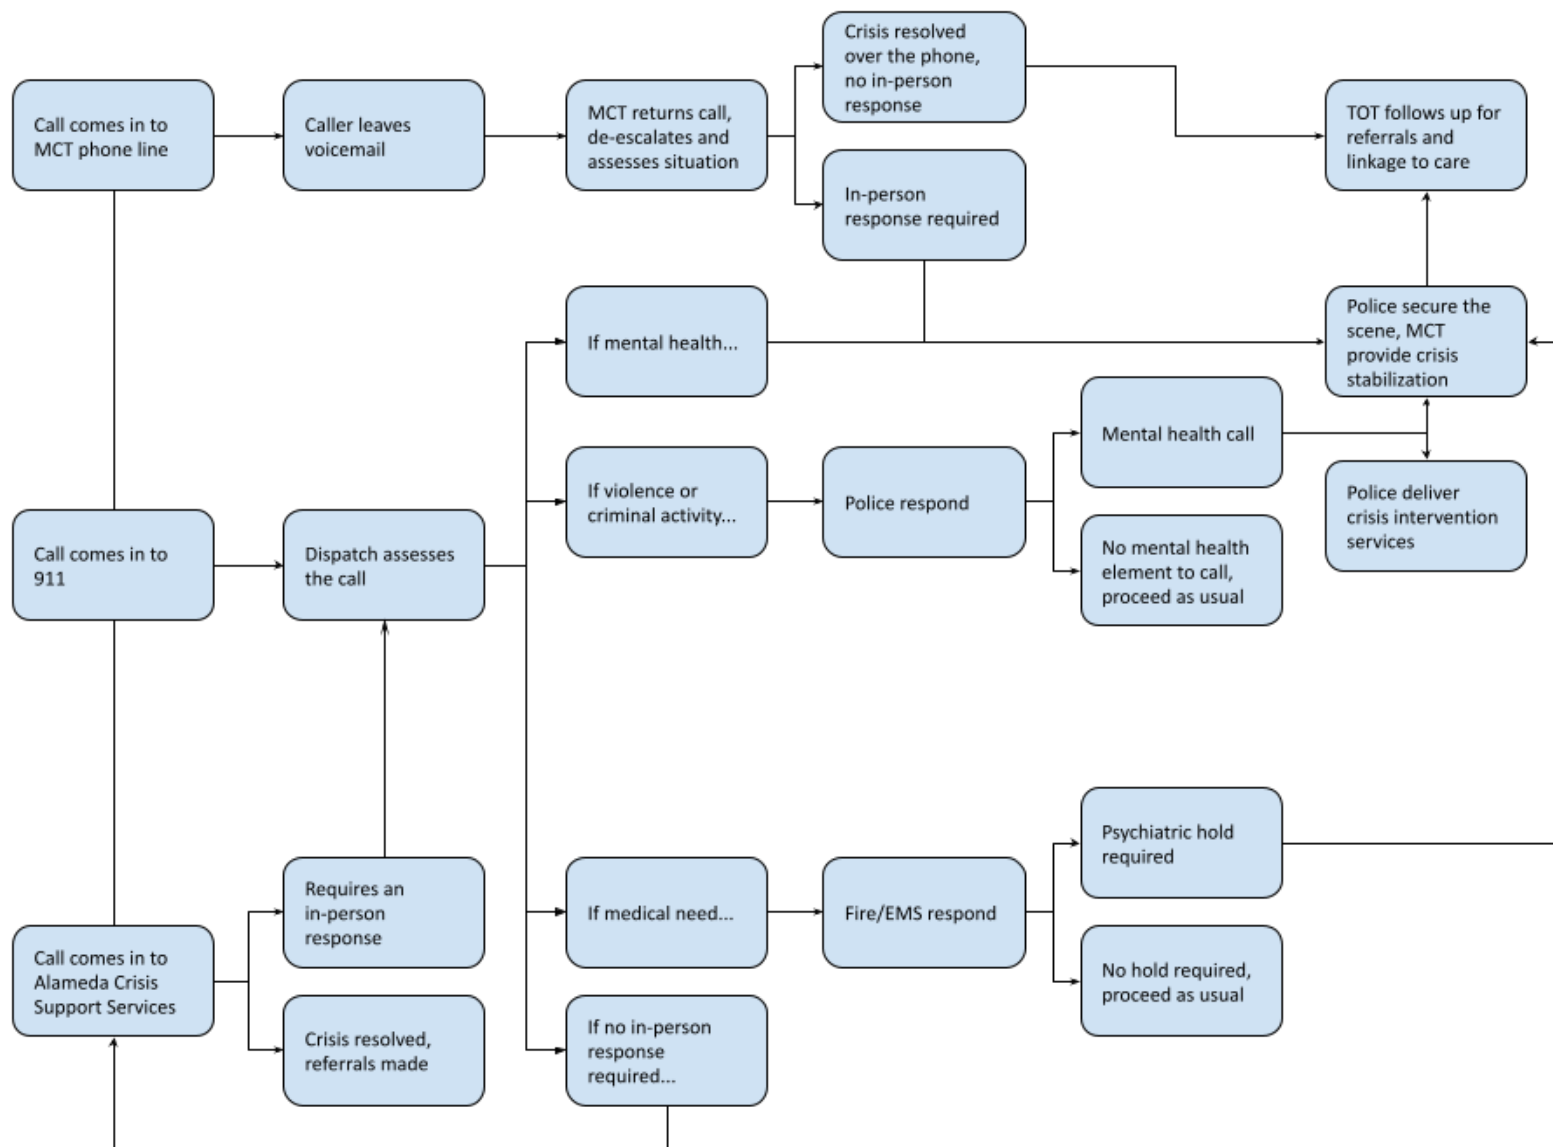 Crisis resolved
over the phone,
no in-person
response
Call comes in to
MCT phone line
Caller leaves
voicemail
MCT returns call,
de-escalates and
assesses situation
TOT follows up for
referrals and
linkage to care
In-person
response required
If mental health...
Police secure the
scene, MCT
provide crisis
stabilization
Mental health call
If violence or
criminal activity...
Police respond
Police deliver
crisis intervention
services
Call comes in to
911
Dispatch assesses
the call
No mental health
element to call,
proceed as usual
Psychiatric hold
required
Requires an
in-person
response
If medical need...
Fire/EMS respond
Call comes in to
Alameda Crisis
Support Services
No hold required,
proceed as usual
Crisis resolved,
referrals made
If no in-person
response
required...